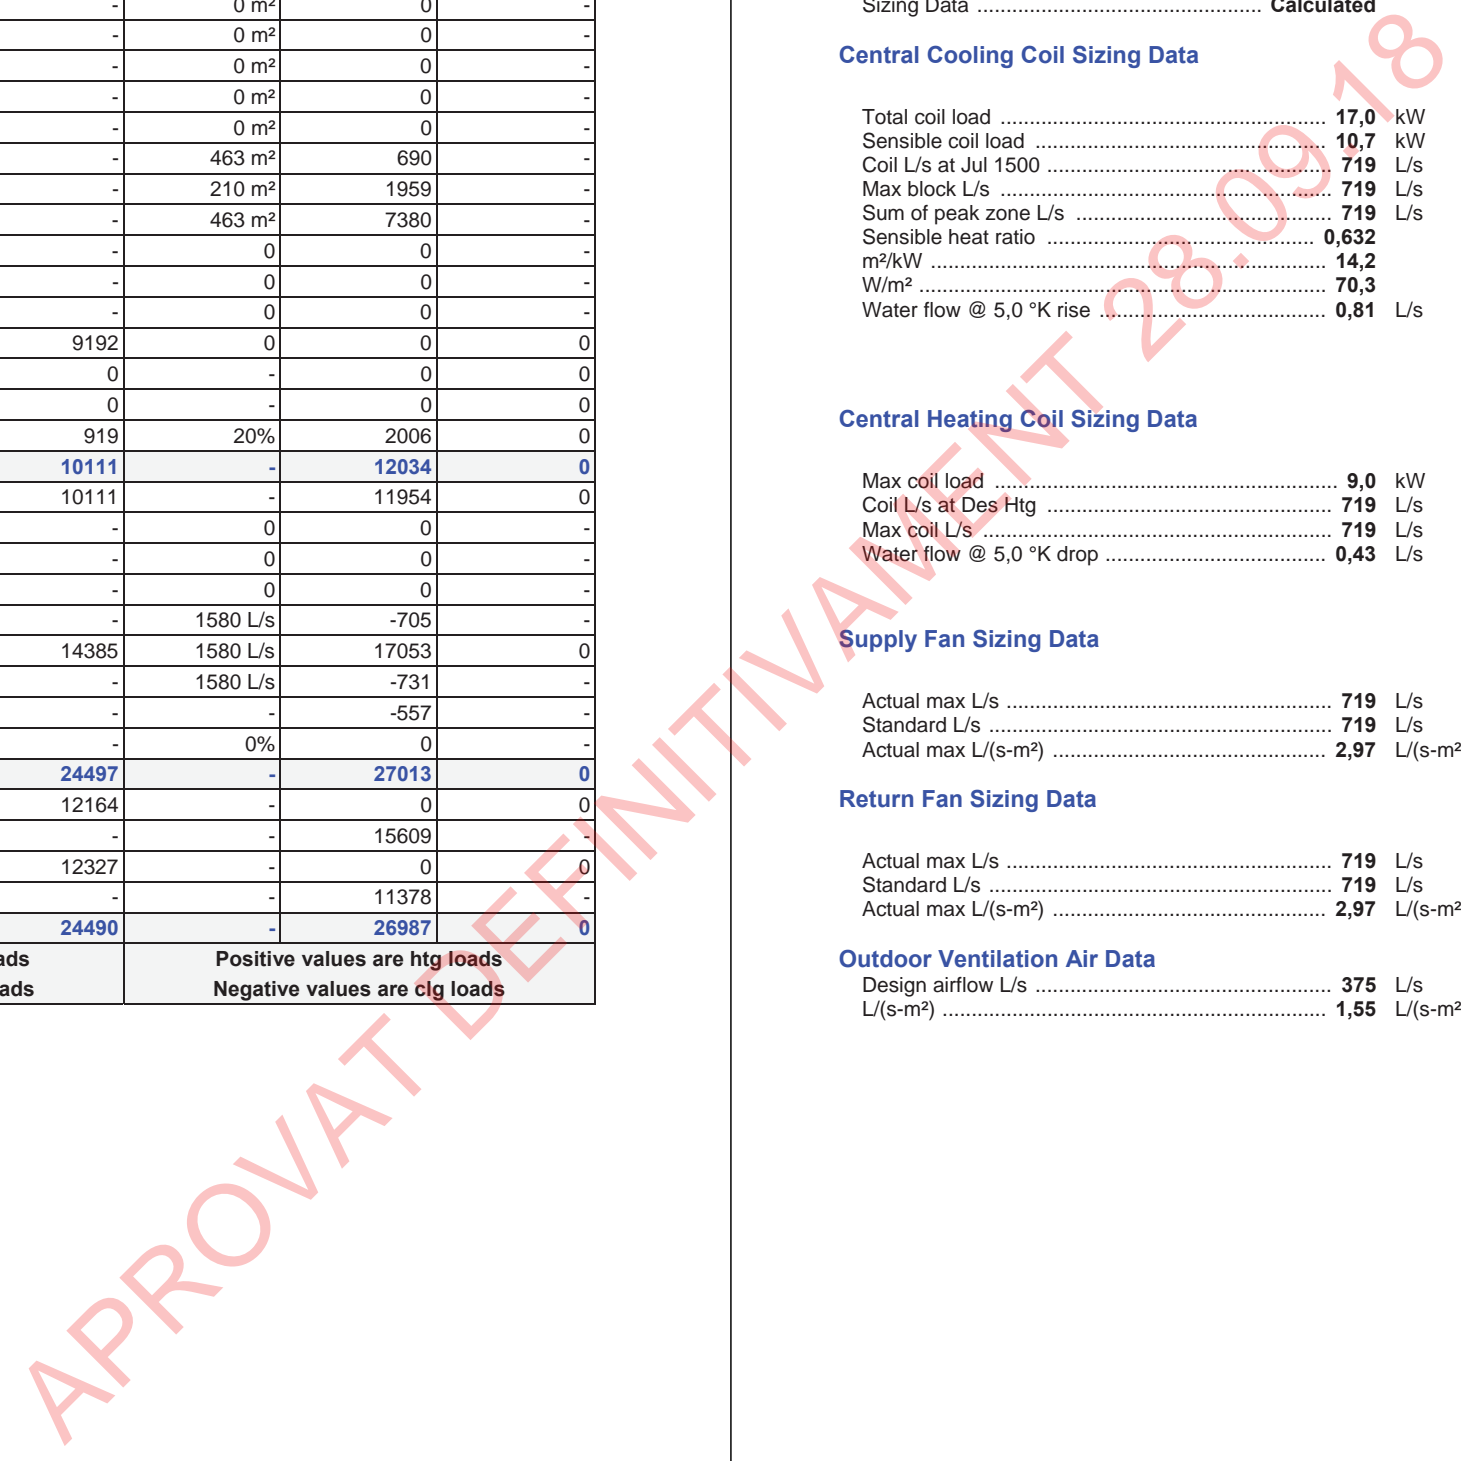 - 0 m² 0 -
- 0 m² 0 -
- 0 m² 0 -
- 0 m² 0 -
- 0 m² 0 -
- 463 m² 690 -
- 210 m² 1959 -
- 463 m² 7380 -
- 0 0 -
- 0 0 -
- 0 0 -
9192 0 0 0
0 - 0 0
0 - 0 0
919 20% 2006 0
10111 - 12034 0
10111 - 11954 0
- 0 0 -
- 0 0 -
- 0 0 -
- 1580 L/s -705 -
14385 1580 L/s 17053 0
- 1580 L/s -731 -
- - -557 -
- 0% 0 -
24497 - 27013 0
12164 - 0 0
- - 15609 -
12327 - 0 0
- - 11378 -
24490 - 26987 0
ads Positive values are htg loads
ads Negative values are clg loads
Sizing Data ................................................. Calculated
Central Cooling Coil Sizing Data
Total coil load ........................................................ 17,0 kW
Sensible coil load .................................................. 10,7 kW
Coil L/s at Jul 1500 ................................................. 719 L/s
Max block L/s ......................................................... 719 L/s
Sum of peak zone L/s ............................................ 719 L/s
Sensible heat ratio .............................................. 0,632
m²/kW .................................................................... 14,2
W/m² ...................................................................... 70,3
Water flow @ 5,0 °K rise ....................................... 0,81 L/s
Central Heating Coil Sizing Data
Max coil load ........................................................... 9,0 kW
Coil L/s at Des Htg ................................................. 719 L/s
Max coil L/s ............................................................ 719 L/s
Water flow @ 5,0 °K drop ...................................... 0,43 L/s
Supply Fan Sizing Data
Actual max L/s ........................................................ 719 L/s
Standard L/s ........................................................... 719 L/s
Actual max L/(s-m²) ............................................... 2,97 L/(s-m²
Return Fan Sizing Data
Actual max L/s ........................................................ 719 L/s
Standard L/s ........................................................... 719 L/s
Actual max L/(s-m²) ............................................... 2,97 L/(s-m²
Outdoor Ventilation Air Data
Design airflow L/s ................................................... 375 L/s
L/(s-m²) .................................................................. 1,55 L/(s-m²
APROVAT DEFINITIVAMENT 28.09.18